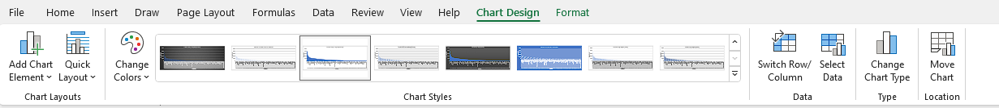 File Home Insert Draw Page Layout Formulas Data Review View Help Chart Design Format
Add Chart Element
Quick Layout
Change Colors
Switch Row/ Column
Select Data
Change Chart Type
Move Chart
Chart Layouts
Chart Styles
Data
Type
Location